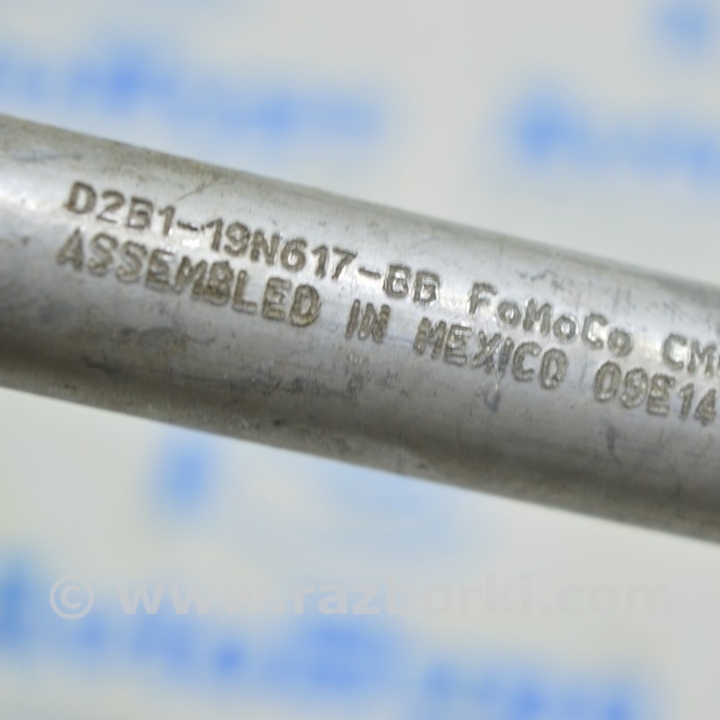 D2B1-19N617-BB FoMoCo CM
ASSEMBLED IN MEXICO 09E14
© www.razborki.com